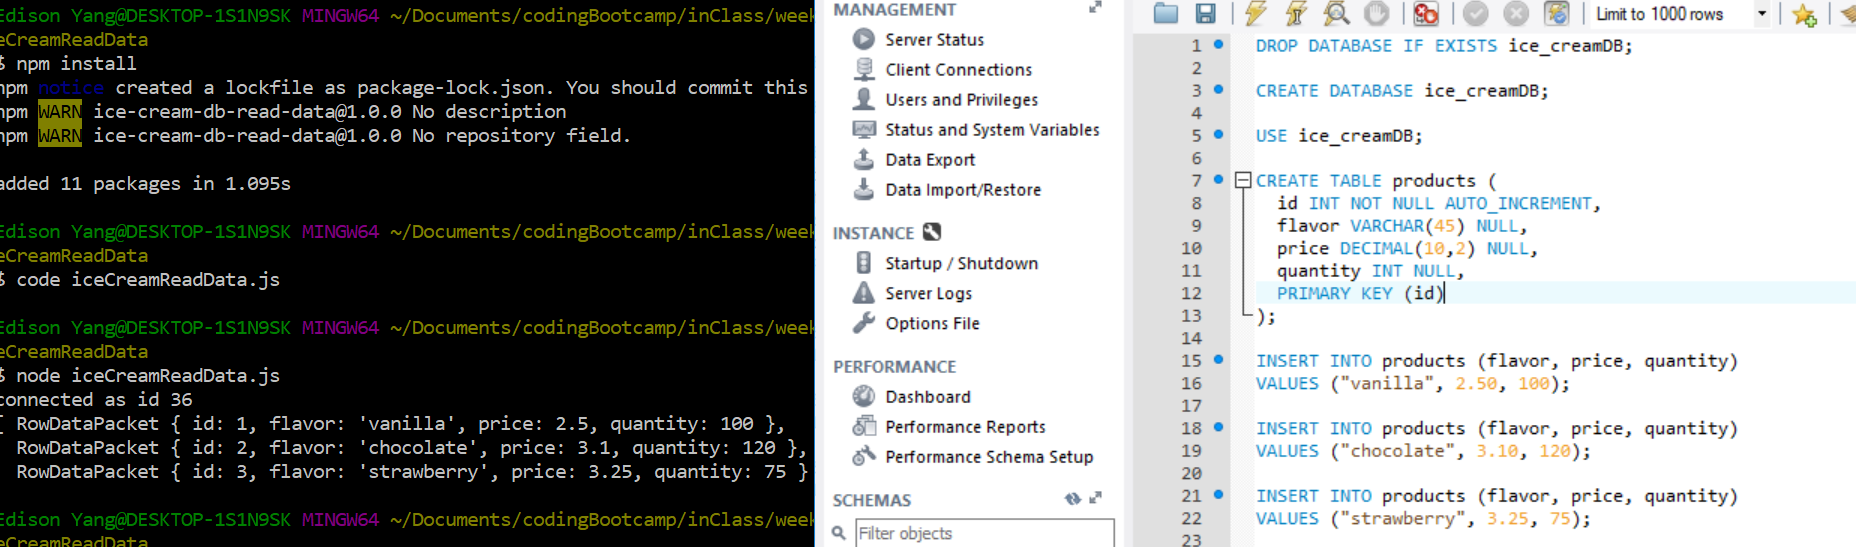 Edison Yang@DESKTOP-1S1N9SK MINGW64 ~/Documents/codingBootcamp/inClass/week
eCreamReadData
$ npm install
npm notice created a lockfile as package-lock.json. You should commit this
npm WARN ice-cream-db-read-data@1.0.0 No description
npm WARN ice-cream-db-read-data@1.0.0 No repository field.
added 11 packages in 1.095s
Edison Yang@DESKTOP-1S1N9SK MINGW64 ~/Documents/codingBootcamp/inClass/week
eCreamReadData
$ code iceCreamReadData.js
Edison Yang@DESKTOP-1S1N9SK MINGW64 ~/Documents/codingBootcamp/inClass/week
eCreamReadData
$ node iceCreamReadData.js
connected as id 36
[ RowDataPacket { id: 1, flavor: 'vanilla', price: 2.5, quantity: 100 },
RowDataPacket { id: 2, flavor: 'chocolate', price: 3.1, quantity: 120 },
RowDataPacket { id: 3, flavor: 'strawberry', price: 3.25, quantity: 75 }
Edison Yang@DESKTOP-1S1N9SK MINGW64 ~/Documents/codingBootcamp/inClass/week
eCreamReadData
MANAGEMENT
Server Status
Client Connections
Users and Privileges
Status and System Variables
Data Export
Data Import/Restore
INSTANCE
Startup / Shutdown
Server Logs
Options File
PERFORMANCE
Dashboard
Performance Reports
Performance Schema Setup
SCHEMAS
Filter objects
Limit to 1000 rows
1 DROP DATABASE IF EXISTS ice_creamDB;
2
3 CREATE DATABASE ice_creamDB;
4
5 USE ice_creamDB;
6
7 CREATE TABLE products (
8 id INT NOT NULL AUTO_INCREMENT,
9 flavor VARCHAR(45) NULL,
10 price DECIMAL(10,2) NULL,
11 quantity INT NULL,
12 PRIMARY KEY (id)
13 );
14
15 INSERT INTO products (flavor, price, quantity)
16 VALUES ("vanilla", 2.50, 100);
17
18 INSERT INTO products (flavor, price, quantity)
19 VALUES ("chocolate", 3.10, 120);
20
21 INSERT INTO products (flavor, price, quantity)
22 VALUES ("strawberry", 3.25, 75);
23